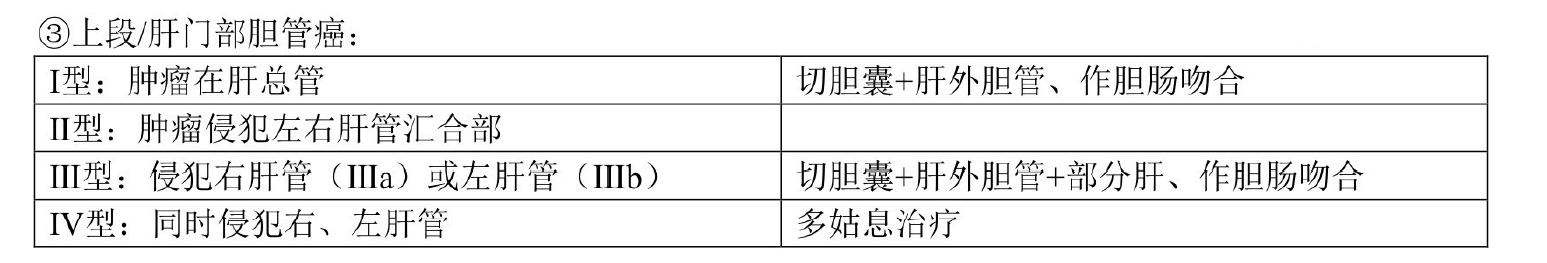 ③上段/肝门部胆管癌：
Ⅰ型：肿瘤在肝总管 切胆囊+肝外胆管、作胆肠吻合
Ⅱ型：肿瘤侵犯左右肝管汇合部
Ⅲ型：侵犯右肝管（Ⅲa）或左肝管（Ⅲb） 切胆囊+肝外胆管+部分肝、作胆肠吻合
Ⅳ型：同时侵犯右、左肝管 多姑息治疗